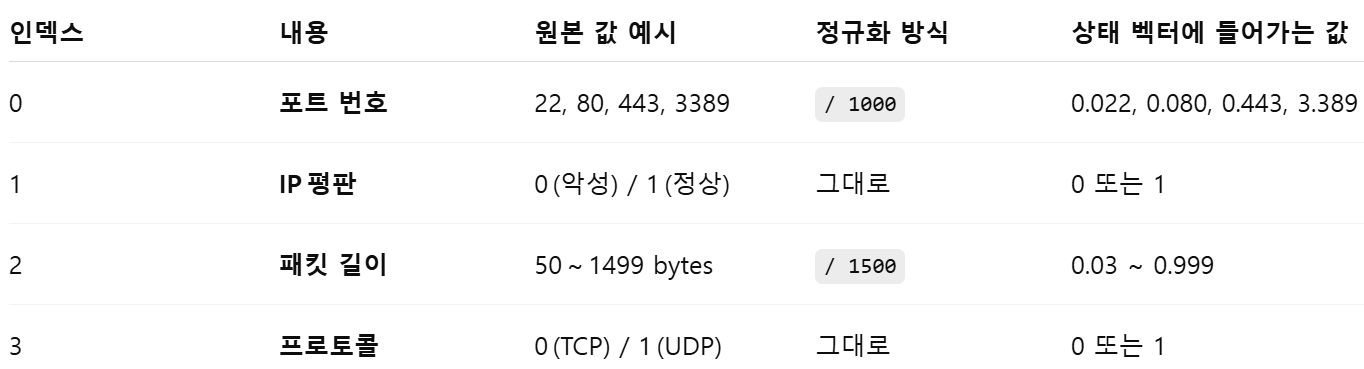 인덱스 내용 원본 값 예시 정규화 방식 상태 벡터에 들어가는 값
0 포트 번호 22, 80, 443, 3389 / 1000 0.022, 0.080, 0.443, 3.389
1 IP 평판 0 (악성) / 1 (정상) 그대로 0 또는 1
2 패킷 길이 50 ~ 1499 bytes / 1500 0.03 ~ 0.999
3 프로토콜 0 (TCP) / 1 (UDP) 그대로 0 또는 1